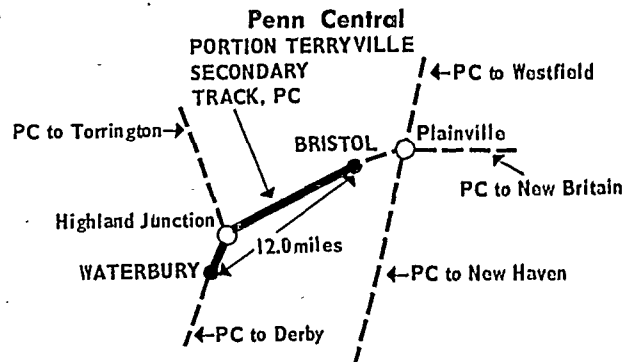 Penn Central
PORTION TERRYVILLE
SECONDARY
TRACK, PC
PC to Westfield
PC to Torrington
BRISTOL
Plainville
PC to New Britain
Highland Junction
12.0 miles
WATERBURY
PC to New Haven
PC to Derby